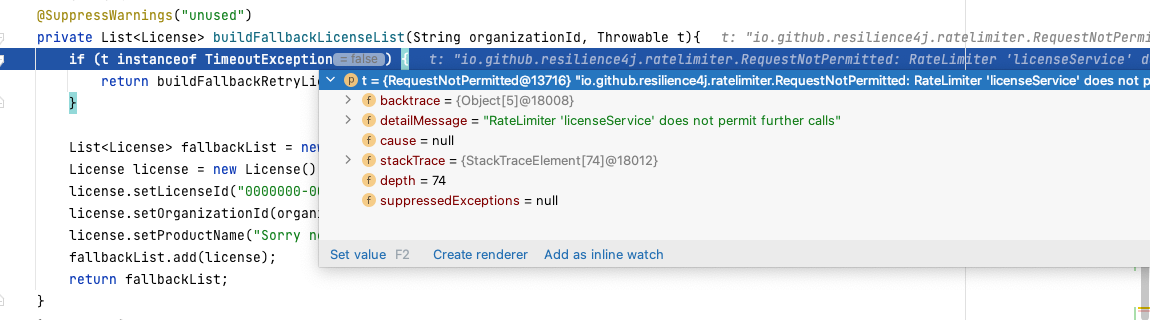 @SuppressWarnings("unused")
private List<License> buildFallbackLicenseList(String organizationId, Throwable t){ t: "io.github.resilience4j.ratelimiter.RequestNotPermi
if (t instanceof TimeoutException = false ) { t: "io.github.resilience4j.ratelimiter.RequestNotPermitted: RateLimiter 'licenseService' d
return buildFallbackRetryLi
t = {RequestNotPermitted@13716} "io.github.resilience4j.ratelimiter.RequestNotPermitted: RateLimiter 'licenseService' does not p
}
backtrace = {Object[5]@18008}
detailMessage = "RateLimiter 'licenseService' does not permit further calls"
cause = null
stackTrace = {StackTraceElement[74]@18012}
depth = 74
suppressedExceptions = null
List<License> fallbackList = new
License license = new License()
license.setLicenseId("0000000-00
license.setOrganizationId(organi
license.setProductName("Sorry no
Set value F2 Create renderer Add as inline watch
fallbackList.add(license);
return fallbackList;
}